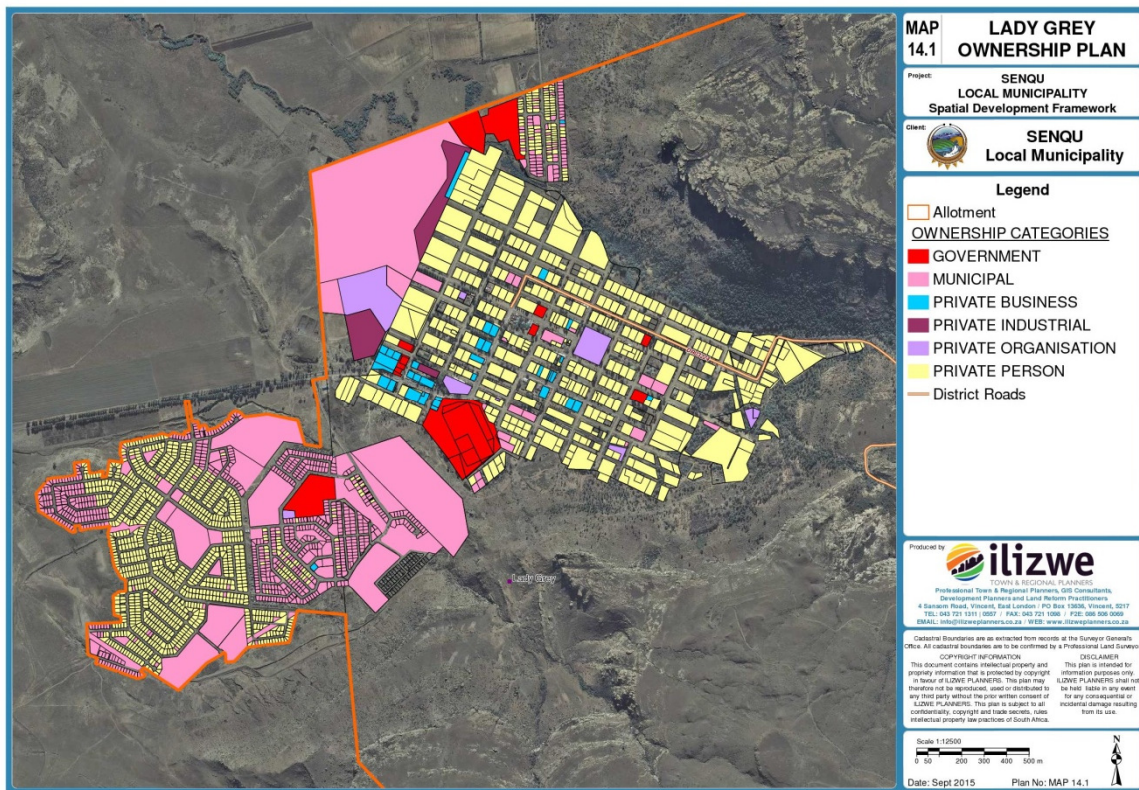 MAP
14.1
LADY GREY
OWNERSHIP PLAN
Project:
SENQU
LOCAL MUNICIPALITY
Spatial Development Framework
Client:
SENQU
Local Municipality
Legend
Allotment
OWNERSHIP CATEGORIES
GOVERNMENT
MUNICIPAL
PRIVATE BUSINESS
PRIVATE INDUSTRIAL
PRIVATE ORGANISATION
PRIVATE PERSON
District Roads
Lady Grey
Produced by
ilizwe
TOWN & REGIONAL PLANNERS
Professional Town & Regional Planners, GIS Consultants,
Development Planners and Land Reform Practitioners
4 Sansom Road, Vincent, East London / PO Box 13636, Vincent, 5217
TEL: 043 721 1311 | 0557 / FAX: 043 721 1096 / F2E: 086 506 0069
EMAIL: info@ilizweplanners.co.za / WEB: www.ilizweplanners.co.za
Cadastral Boundaries are as extracted from records at the Surveyor General's
Office. All cadastral boundaries are to be confirmed by a Professional Land Surveyo
COPYRIGHT INFORMATION
This document contains intellectual property and
propriety information that is protected by copyright
in favour of ILIZWE PLANNERS. This plan may
therefore not be reproduced, used or distributed to
any third party without the prior written consent of
ILIZWE PLANNERS. This plan is subject to all
confidentiality, copyright and trade secrets, rules
intellectual property law practices of South Africa.
DISCLAIMER
This plan is intended for
information purposes only.
ILIZWE PLANNERS shall not
be held liable in any event
for any consequential or
incidental damage resulting
from its use.
Scale 1:12500
0 50 100 200 300 400 500 m
N
Date: Sept 2015
Plan No: MAP 14.1